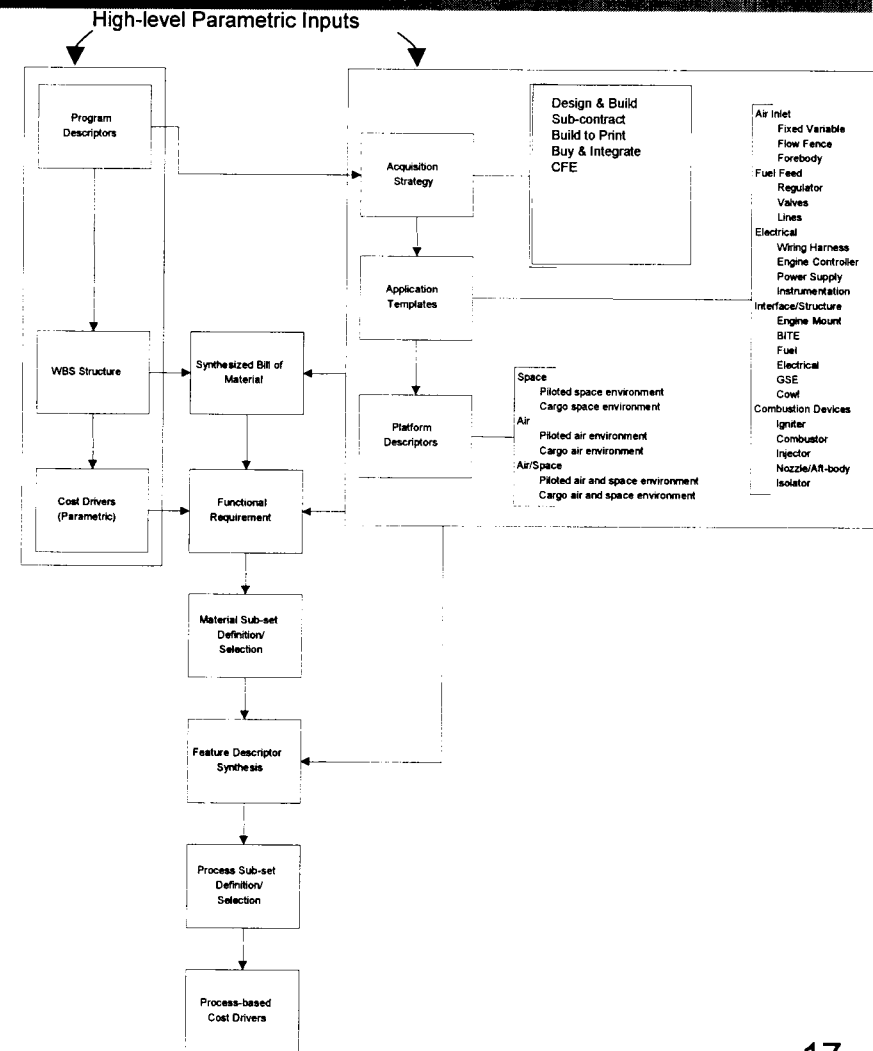 High-level Parametric Inputs
Program
Descriptors
WBS Structure
Cost Drivers
(Parametric)
Synthesized Bill of
Material
Functional
Requirement
Material Sub-set
Definition/
Selection
Feature Descriptor
Synthesis
Process Sub-set
Definition/
Selection
Process-based
Cost Drivers
Acquisition
Strategy
Application
Templates
Platform
Descriptors
Design & Build
Sub-contract
Build to Print
Buy & Integrate
CFE
Space
Piloted space environment
Cargo space environment
Air
Piloted air environment
Cargo air environment
Air/Space
Piloted air and space environment
Cargo air and space environment
Air Inlet
Fixed Variable
Flow Fence
Forebody
Fuel Feed
Regulator
Valves
Lines
Electrical
Wiring Harness
Engine Controller
Power Supply
Instrumentation
Interface/Structure
Engine Mount
BITE
Fuel
Electrical
GSE
Cowl
Combustion Devices
Igniter
Combustor
Injector
Nozzle/Aft-body
Isolator
17